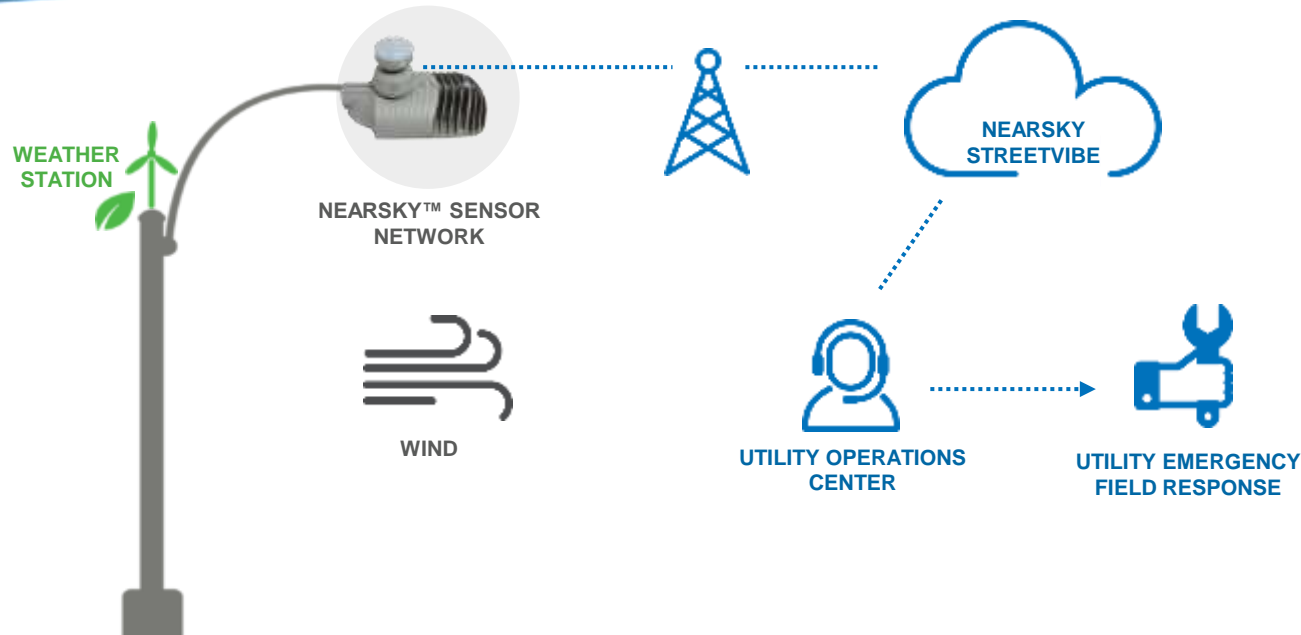 WEATHER
STATION
NEARSKY™ SENSOR
NETWORK
NEARSKY
STREETVIBE
WIND
UTILITY OPERATIONS
CENTER
UTILITY EMERGENCY
FIELD RESPONSE